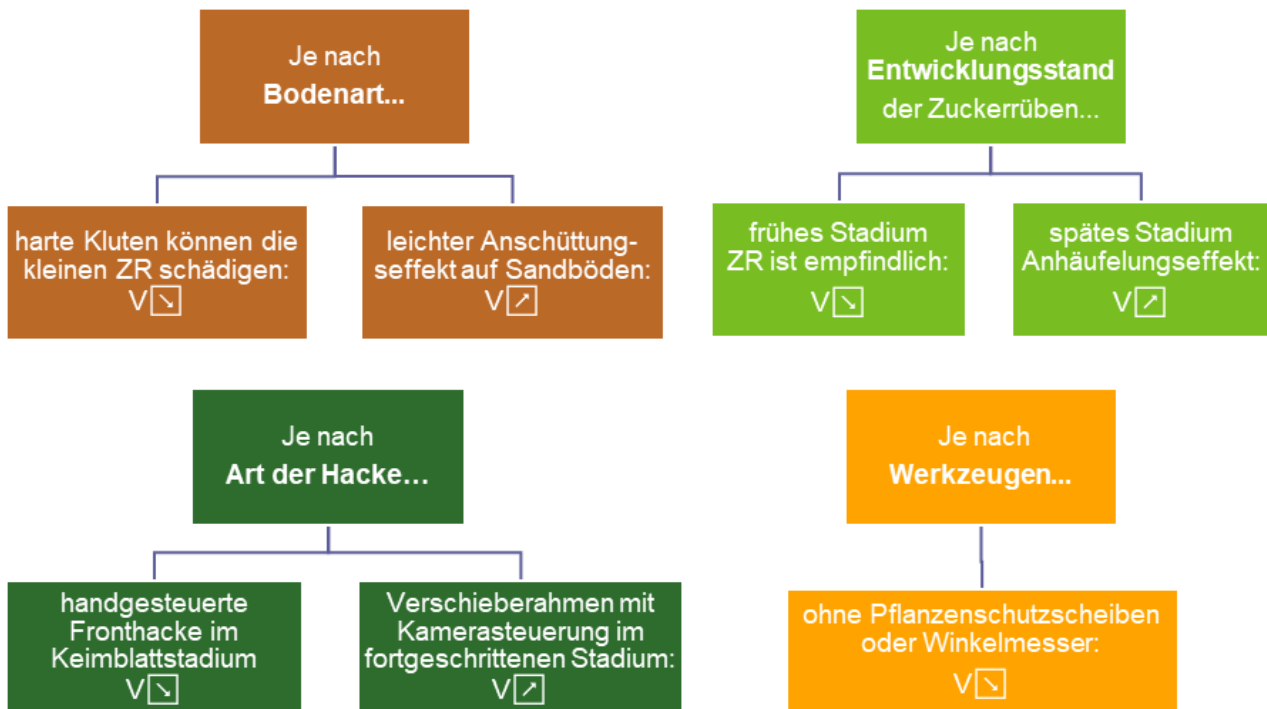 Je nach
Bodenart...
harte Kluten können die
kleinen ZR schädigen:
V↘
leichter Anschüttung-
seffekt auf Sandböden:
V↗
Je nach
Entwicklungsstand
der Zuckerrüben...
frühes Stadium
ZR ist empfindlich:
V↘
spätes Stadium
Anhäufelungseffekt:
V↗
Je nach
Art der Hacke...
handgesteuerte
Fronthacke im
Keimblattstadium
V↘
Verschieberahmen mit
Kamerasteuerung im
fortgeschrittenen Stadium:
V↗
Je nach
Werkzeugen...
ohne Pflanzenschutzscheiben
oder Winkelmesser:
V↘